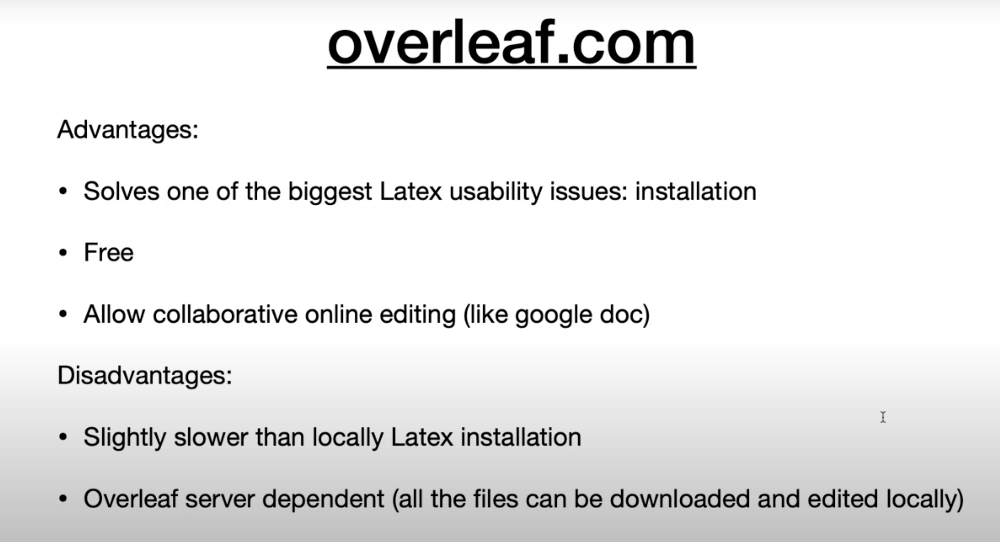 overleaf.com
Advantages:
• Solves one of the biggest Latex usability issues: installation
• Free
• Allow collaborative online editing (like google doc)
Disadvantages:
• Slightly slower than locally Latex installation
• Overleaf server dependent (all the files can be downloaded and edited locally)